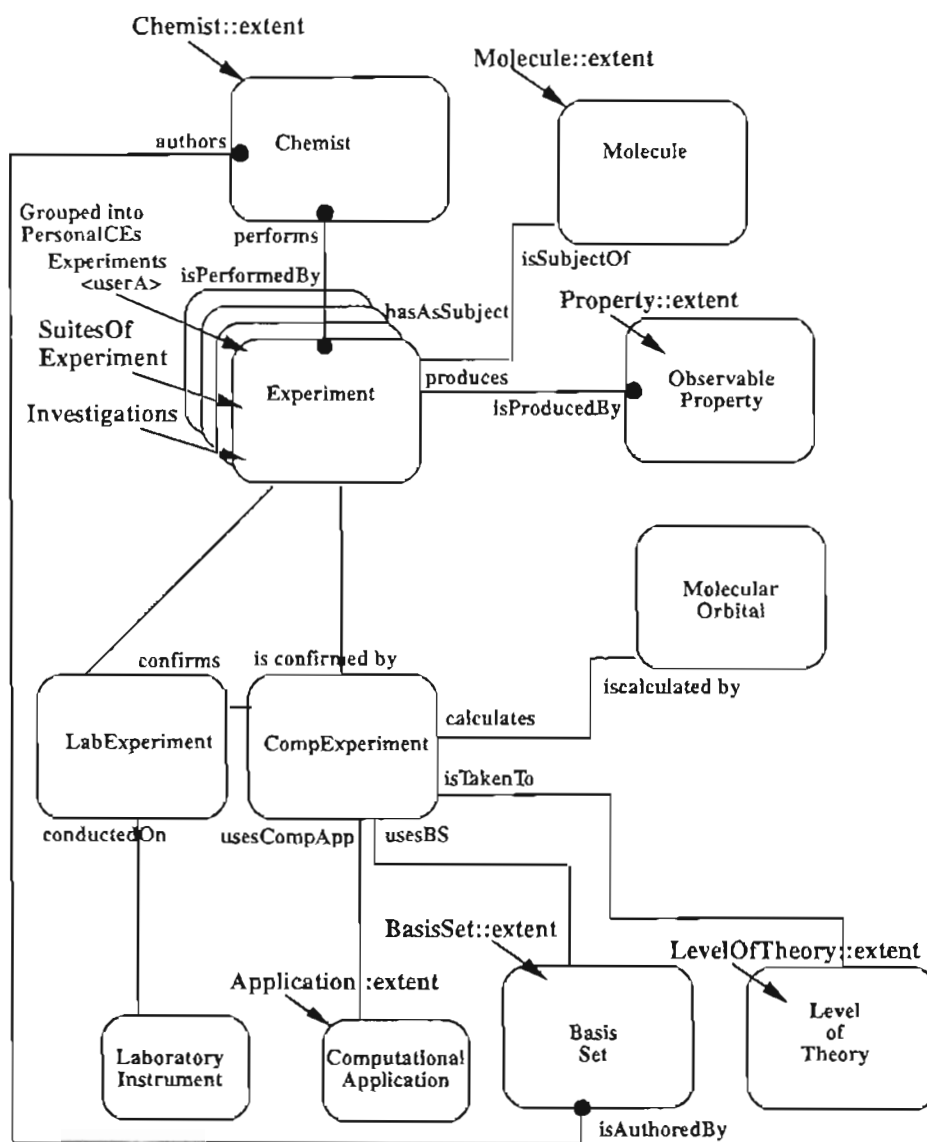 Chemist::extent
Molecule::extent
authors
Chemist
Molecule
Grouped into
PersonalCEs
performs
isSubjectOf
Experiments
<userA>
isPerformedBy
hasAsSubject
Property::extent
SuitesOf
Experiment
Experiment
produces
Observable
Property
isProducedBy
Investigations
Molecular
Orbital
confirms
is confirmed by
iscalculated by
calculates
LabExperiment
CompExperiment
isTakenTo
conductedOn
usesCompApp
usesBS
BasisSet::extent
LevelOfTheory::extent
Application::extent
Level
of
Theory
Basis
Set
Laboratory
Instrument
Computational
Application
isAuthoredBy